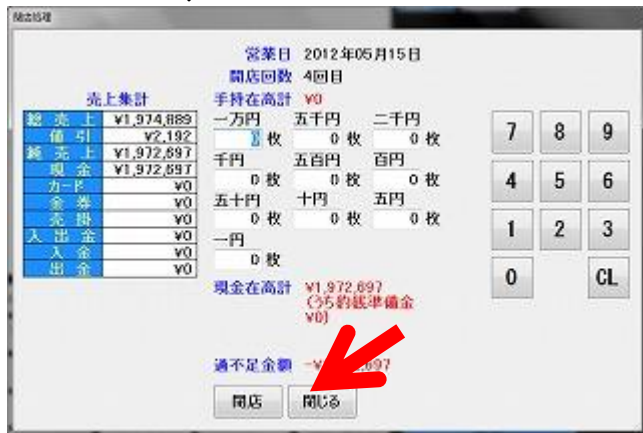 閉店処理
営業日 2012年05月15日
開店回数 4回目
売上集計
総売上 ¥1,974,889
値引 ¥2,192
純売上 ¥1,972,697
現金 ¥1,972,697
カード ¥0
金券 ¥0
売掛 ¥0
入出金 ¥0
入金 ¥0
出金 ¥0
手持在高計 ¥0
一万円 五千円 二千円
0 枚 0 枚 0 枚
千円 五百円 百円
0 枚 0 枚 0 枚
五十円 十円 五円
0 枚 0 枚 0 枚
一円
0 枚
現金在高計 ¥1,972,697
(うち釣銭準備金
¥0)
過不足金額
閉店 閉じる
7 8 9
4 5 6
1 2 3
0 CL